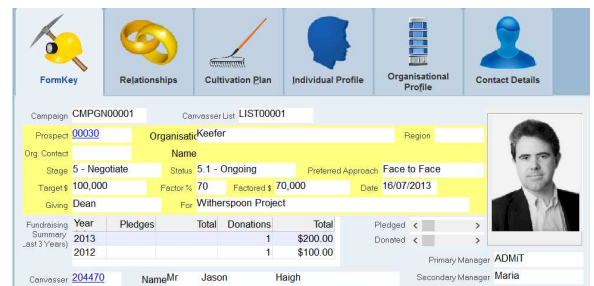 FormKey Relationships Cultivation Plan Individual Profile Organisational Profile Contact Details
Campaign CMPGN00001 Canvasser List LIST00001
Prospect 00030 Organisatic Keefer Region
Org. Contact Name
Stage 5 - Negotiate Status 5.1 - Ongoing Preferred Approach Face to Face
Target $ 100,000 Factor % 70 Factored $ 70,000 Date 16/07/2013
Giving Dean For Witherspoon Project
Fundraising Summary Last 3 Years) Year Pledges Total Donations Total Pledged < >
2013 1 $200.00 Donated < >
2012 1 $100.00 Primary Manager ADMiT
Canvasser 204470 Name Mr Jason Haigh Secondary Manager Maria